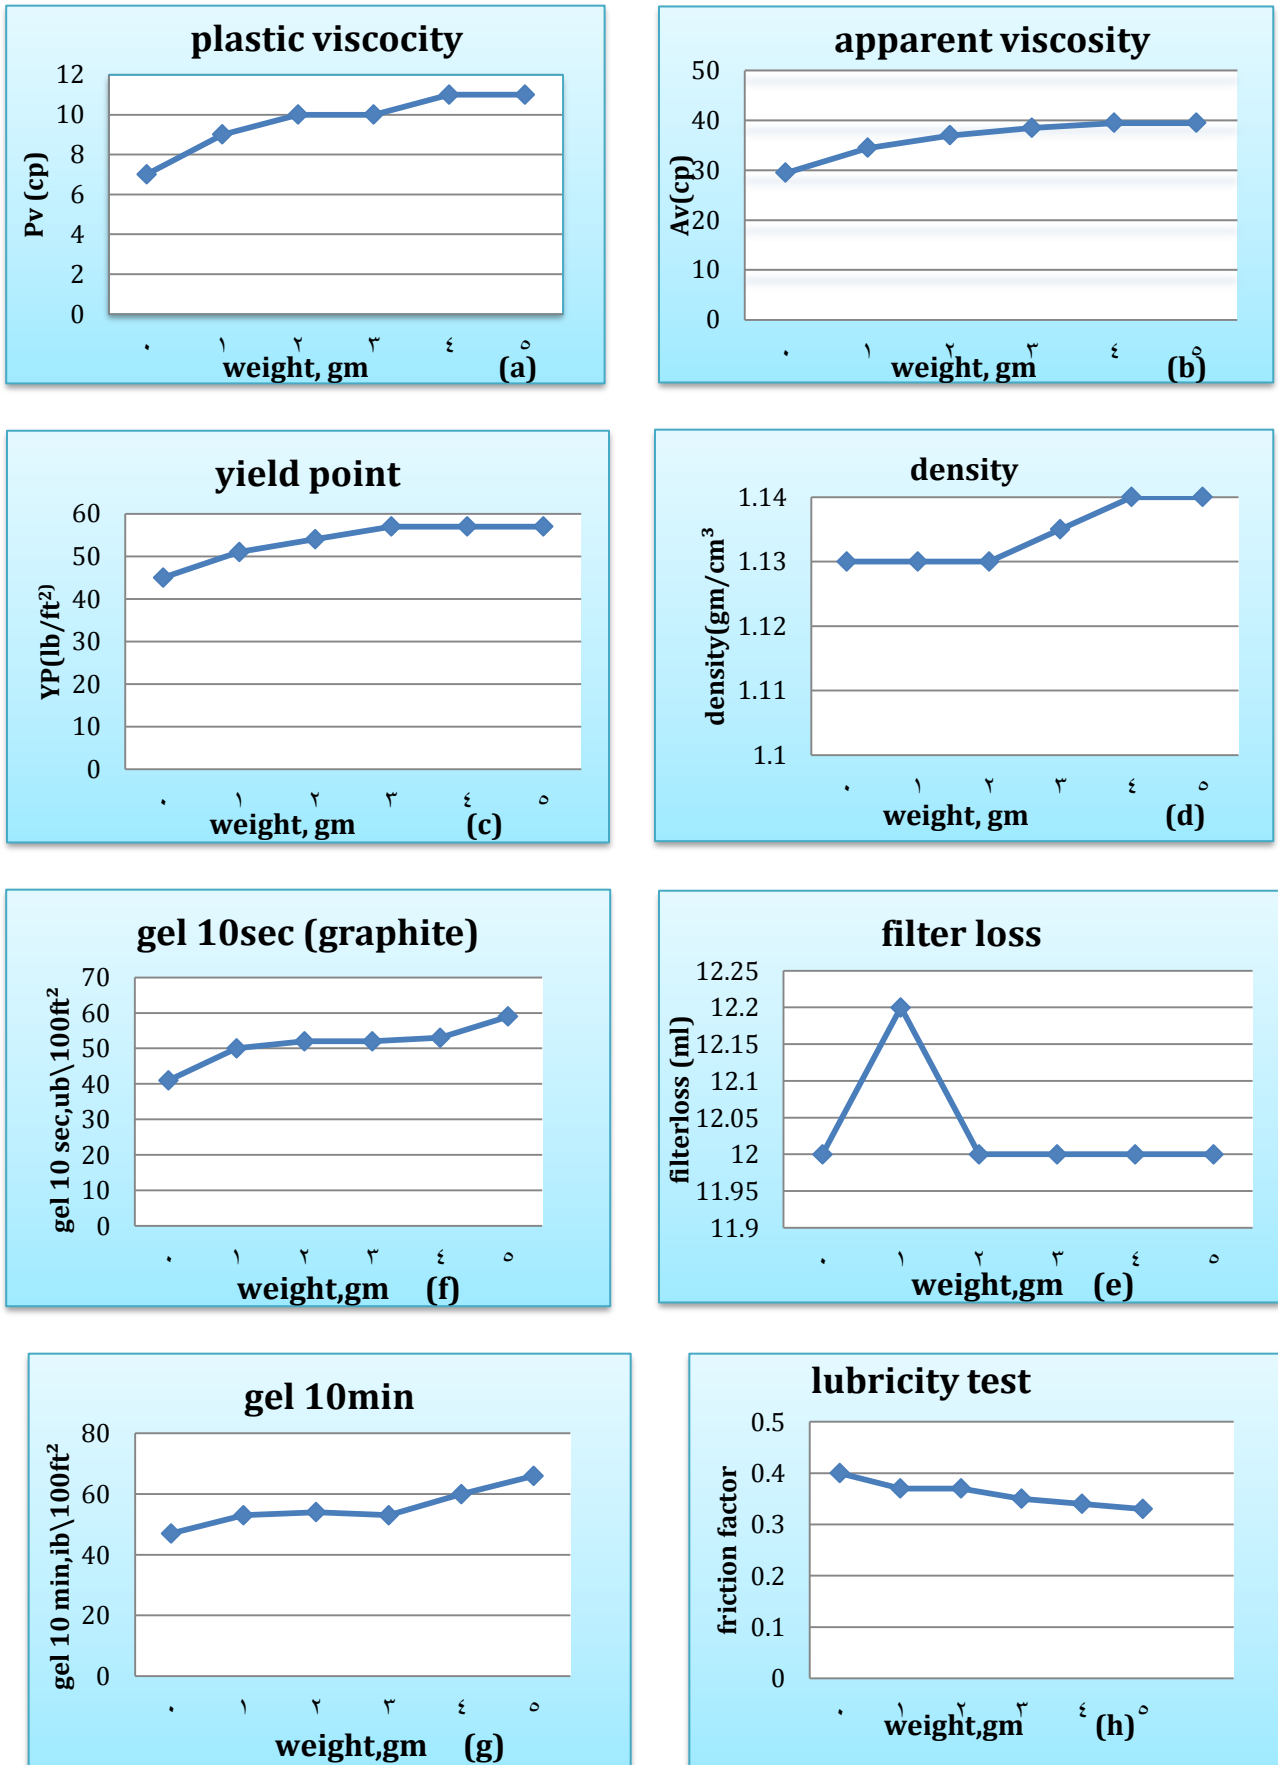 plastic viscocity
12
10
8
6
4
2
0
Pv (cp)
٠ ١ ٢ ٣ ٤ ٥
weight, gm (a)
apparent viscosity
50
40
30
20
10
0
Av(cp)
٠ ١ ٢ ٣ ٤ ٥
weight, gm (b)
yield point
60
50
40
30
20
10
0
YP(lb/ft²)
٠ ١ ٢ ٣ ٤ ٥
weight, gm (c)
density
1.14
1.13
1.12
1.11
1.1
density(gm/cm³
٠ ١ ٢ ٣ ٤ ٥
weight, gm (d)
gel 10sec (graphite)
70
60
50
40
30
20
10
0
gel 10 sec,ub\100ft²
٠ ١ ٢ ٣ ٤ ٥
weight,gm (f)
filter loss
12.25
12.2
12.15
12.1
12.05
12
11.95
11.9
filterloss (ml)
٠ ١ ٢ ٣ ٤ ٥
weight,gm (e)
gel 10min
80
60
40
20
0
gel 10 min,ib\100ft²
٠ ١ ٢ ٣ ٤ ٥
weight,gm (g)
lubricity test
0.5
0.4
0.3
0.2
0.1
0
friction factor
٠ ١ ٢ ٣ ٤ ٥
weight,gm (h)